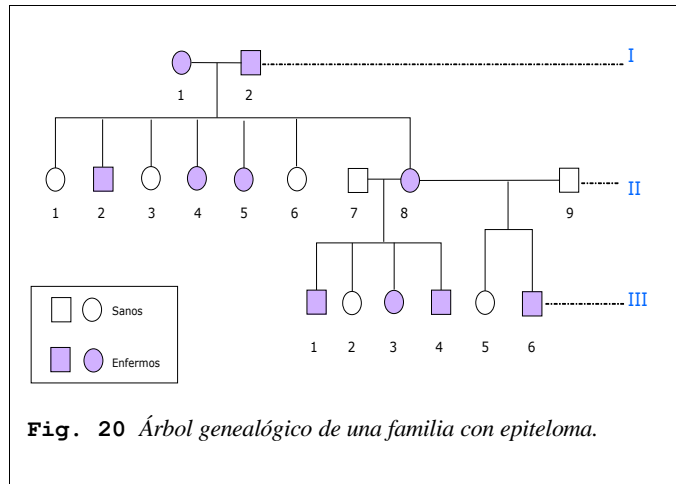 I
1 2
1 2 3 4 5 6 7 8 9
II
1 2 3 4 5 6
III
Sanos
Enfermos
Fig. 20 Árbol genealógico de una familia con epiteloma.